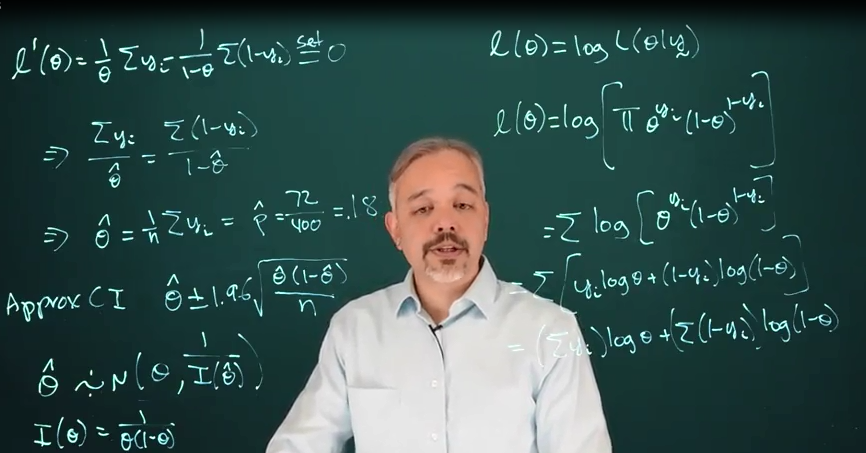 l'(θ) = 1/θ Σyᵢ - 1/(1-θ) Σ(1-yᵢ) set= 0
⇒ Σyᵢ/θ̂ = Σ(1-yᵢ)/(1-θ̂)
⇒ θ̂ = 1/n Σyᵢ = p̂ = 72/400 = .18
Approx CI θ̂ ± 1.96 √(θ̂(1-θ̂)/n)
θ̂ ∼̇ N(θ, 1/I(θ̂))
I(θ) = 1/(θ(1-θ))
l(θ) = log L(θ|y)
l(θ) = log[Π θ^yᵢ (1-θ)^1-yᵢ]
= Σ log[θ^yᵢ (1-θ)^1-yᵢ]
= Σ[yᵢ log θ + (1-yᵢ) log(1-θ)]
= (Σyᵢ) log θ + (Σ(1-yᵢ)) log(1-θ)